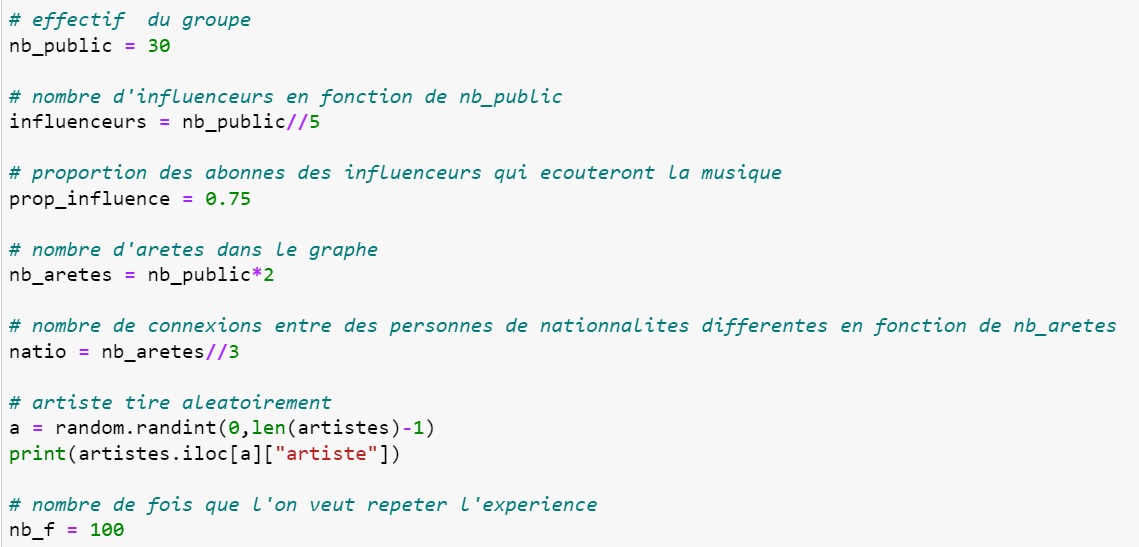 # effectif  du groupe
nb_public = 30
# nombre d'influenceurs en fonction de nb_public
influenceurs = nb_public//5
# proportion des abonnes des influenceurs qui ecouteront la musique
prop_influence = 0.75
# nombre d'aretes dans le graphe
nb_aretes = nb_public*2
# nombre de connexions entre des personnes de nationnalites differentes en fonction de nb_aretes
natio = nb_aretes//3
# artiste tire aleatoirement
a = random.randint(0,len(artistes)-1)
print(artistes.iloc[a]["artiste"])
# nombre de fois que l'on veut repeter l'experience
nb_f = 100